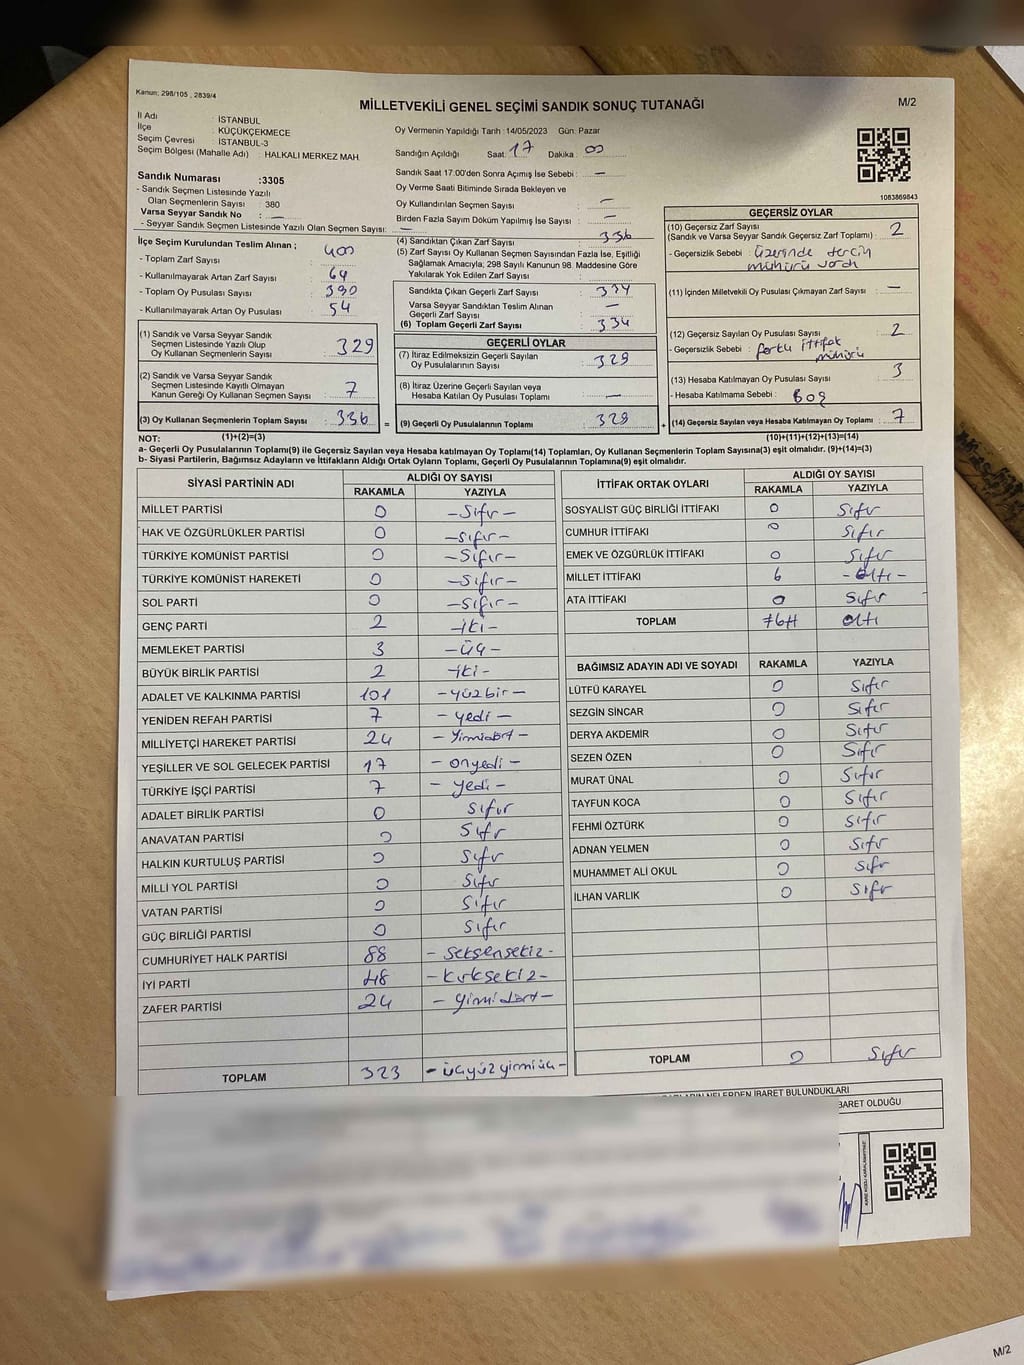 Kanun: 298/105 , 2839/4
MİLLETVEKİLİ GENEL SEÇİMİ SANDIK SONUÇ TUTANAĞI
M/2
İl Adı : İSTANBUL
İlçe : KÜÇÜKÇEKMECE
Seçim Çevresi : İSTANBUL-3
Seçim Bölgesi (Mahalle Adı) : HALKALI MERKEZ MAH.
Oy Vermenin Yapıldığı Tarih : 14/05/2023 Gün: Pazar
Sandığın Açıldığı Saat: 17 Dakika : 00
Sandık Saat 17:00'den Sonra Açımış İse Sebebi : —
Oy Verme Saati Bitiminde Sırada Bekleyen ve
Oy Kullandırılan Seçmen Sayısı : —
Birden Fazla Sayım Döküm Yapılmış İse Sayısı : —
1083869843
Sandık Numarası :3305
- Sandık Seçmen Listesinde Yazılı
Olan Seçmenlerin Sayısı : 380
Varsa Seyyar Sandık No : —
- Seyyar Sandık Seçmen Listesinde Yazılı Olan Seçmen Sayısı: —
İlçe Seçim Kurulundan Teslim Alınan ;
- Toplam Zarf Sayısı : 400
- Kullanılmayarak Artan Zarf Sayısı : 64
- Toplam Oy Pusulası Sayısı : 390
- Kullanılmayarak Artan Oy Pusulası : 54
(1) Sandık ve Varsa Seyyar Sandık
Seçmen Listesinde Yazılı Olup
Oy Kullanan Seçmenlerin Sayısı : 329
(2) Sandık ve Varsa Seyyar Sandık
Seçmen Listesinde Kayıtlı Olmayan
Kanun Gereği Oy Kullanan Seçmen Sayısı : 7
(3) Oy Kullanan Seçmenlerin Toplam Sayısı : 336 =
(1)+(2)=(3)
(4) Sandıktan Çıkan Zarf Sayısı : 336
(5) Zarf Sayısı Oy Kullanan Seçmen Sayısından Fazla İse, Eşitliği
Sağlamak Amacıyla, 298 Sayılı Kanunun 98. Maddesine Göre
Yakılarak Yok Edilen Zarf Sayısı :
Sandıkta Çıkan Geçerli Zarf Sayısı : 334
Varsa Seyyar Sandıktan Teslim Alınan
Geçerli Zarf Sayısı : —
(6) Toplam Geçerli Zarf Sayısı : 334
GEÇERLİ OYLAR
(7) İtiraz Edilmeksizin Geçerli Sayılan
Oy Pusulalarının Sayısı : 329
(8) İtiraz Üzerine Geçerli Sayılan veya
Hesaba Katılan Oy Pusulası Toplamı : —
(9) Geçerli Oy Pusulalarının Toplamı : 329 +
GEÇERSİZ OYLAR
(10) Geçersiz Zarf Sayısı
(Sandık ve Varsa Seyyar Sandık Geçersiz Zarf Toplamı) : 2
- Geçersizlik Sebebi : üzerinde tercih
mührü vardı
(11) İçinden Milletvekili Oy Pusulası Çıkmayan Zarf Sayısı : —
(12) Geçersiz Sayılan Oy Pusulası Sayısı : 2
- Geçersizlik Sebebi : farklı ittifak
mührü
(13) Hesaba Katılmayan Oy Pusulası Sayısı : 3
- Hesaba Katılmama Sebebi : Boş
(14) Geçersiz Sayılan veya Hesaba Katılmayan Oy Toplamı : 7
(10)+(11)+(12)+(13)=(14)
NOT:
a- Geçerli Oy Pusulalarının Toplamı(9) ile Geçersiz Sayılan veya Hesaba Katılmayan Oy Toplamı(14) Toplamları, Oy Kullanan Seçmenlerin Toplam Sayısına(3) eşit olmalıdır. (9)+(14)=(3)
b- Siyasi Partilerin, Bağımsız Adayların ve İttifakların Aldığı Ortak Oyların Toplamı, Geçerli Oy Pusulalarının Toplamına(9) eşit olmalıdır.
SİYASİ PARTİNİN ADI ALDIĞI OY SAYISI
RAKAMLA YAZIYLA
MİLLET PARTİSİ 0 -Sıfır-
HAK VE ÖZGÜRLÜKLER PARTİSİ 0 -Sıfır-
TÜRKİYE KOMÜNİST PARTİSİ 0 -Sıfır-
TÜRKİYE KOMÜNİST HAREKETİ 0 -Sıfır-
SOL PARTİ 0 -Sıfır-
GENÇ PARTİ 2 -iki-
MEMLEKET PARTİSİ 3 -Üç-
BÜYÜK BİRLİK PARTİSİ 2 -iki-
ADALET VE KALKINMA PARTİSİ 101 -yüzbir-
YENİDEN REFAH PARTİSİ 7 -yedi-
MİLLİYETÇİ HAREKET PARTİSİ 24 -Yirmidört-
YEŞİLLER VE SOL GELECEK PARTİSİ 17 -onyedi-
TÜRKİYE İŞÇİ PARTİSİ 7 -yedi-
ADALET BİRLİK PARTİSİ 0 Sıfır
ANAVATAN PARTİSİ 0 Sıfır
HALKIN KURTULUŞ PARTİSİ 0 Sıfır
MİLLİ YOL PARTİSİ 0 Sıfır
VATAN PARTİSİ 0 Sıfır
GÜÇ BİRLİĞİ PARTİSİ 0 Sıfır
CUMHURİYET HALK PARTİSİ 88 -Seksensekiz-
İYİ PARTİ 48 -Kırksekiz-
ZAFER PARTİSİ 24 -yirmidört-
TOPLAM 323 -üçyüzyirmiüç-
İTTİFAK ORTAK OYLARI ALDIĞI OY SAYISI
RAKAMLA YAZIYLA
SOSYALİST GÜÇ BİRLİĞİ İTTİFAKI 0 Sıfır
CUMHUR İTTİFAKI 0 Sıfır
EMEK VE ÖZGÜRLÜK İTTİFAKI 0 Sıfır
MİLLET İTTİFAKI 6 -altı-
ATA İTTİFAKI 0 Sıfır
TOPLAM #6# altı
BAĞIMSIZ ADAYIN ADI VE SOYADI RAKAMLA YAZIYLA
LÜTFÜ KARAYEL 0 Sıfır
SEZGİN SİNCAR 0 Sıfır
DERYA AKDEMİR 0 Sıfır
SEZEN ÖZEN 0 Sıfır
MURAT ÜNAL 0 Sıfır
TAYFUN KOCA 0 Sıfır
FEHMİ ÖZTÜRK 0 Sıfır
ADNAN YELMEN 0 Sıfır
MUHAMMET ALİ OKUL 0 Sıfır
İLHAN VARLIK 0 Sıfır
TOPLAM 0 Sıfır
NELERDEN İBARET BULUNDUKLARI
BARET OLDUĞU
M/2